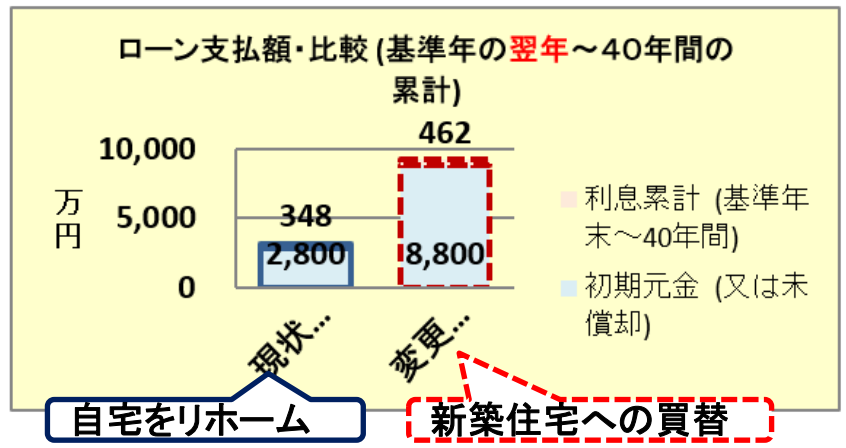 ローン支払額・比較 (基準年の翌年～４０年間の
累計)
462
10,000
万円
5,000
0
348
2,800
8,800
利息累計 (基準年
末～40年間)
初期元金 (又は未
償却)
現状...
変更...
自宅をリホーム
新築住宅への買替